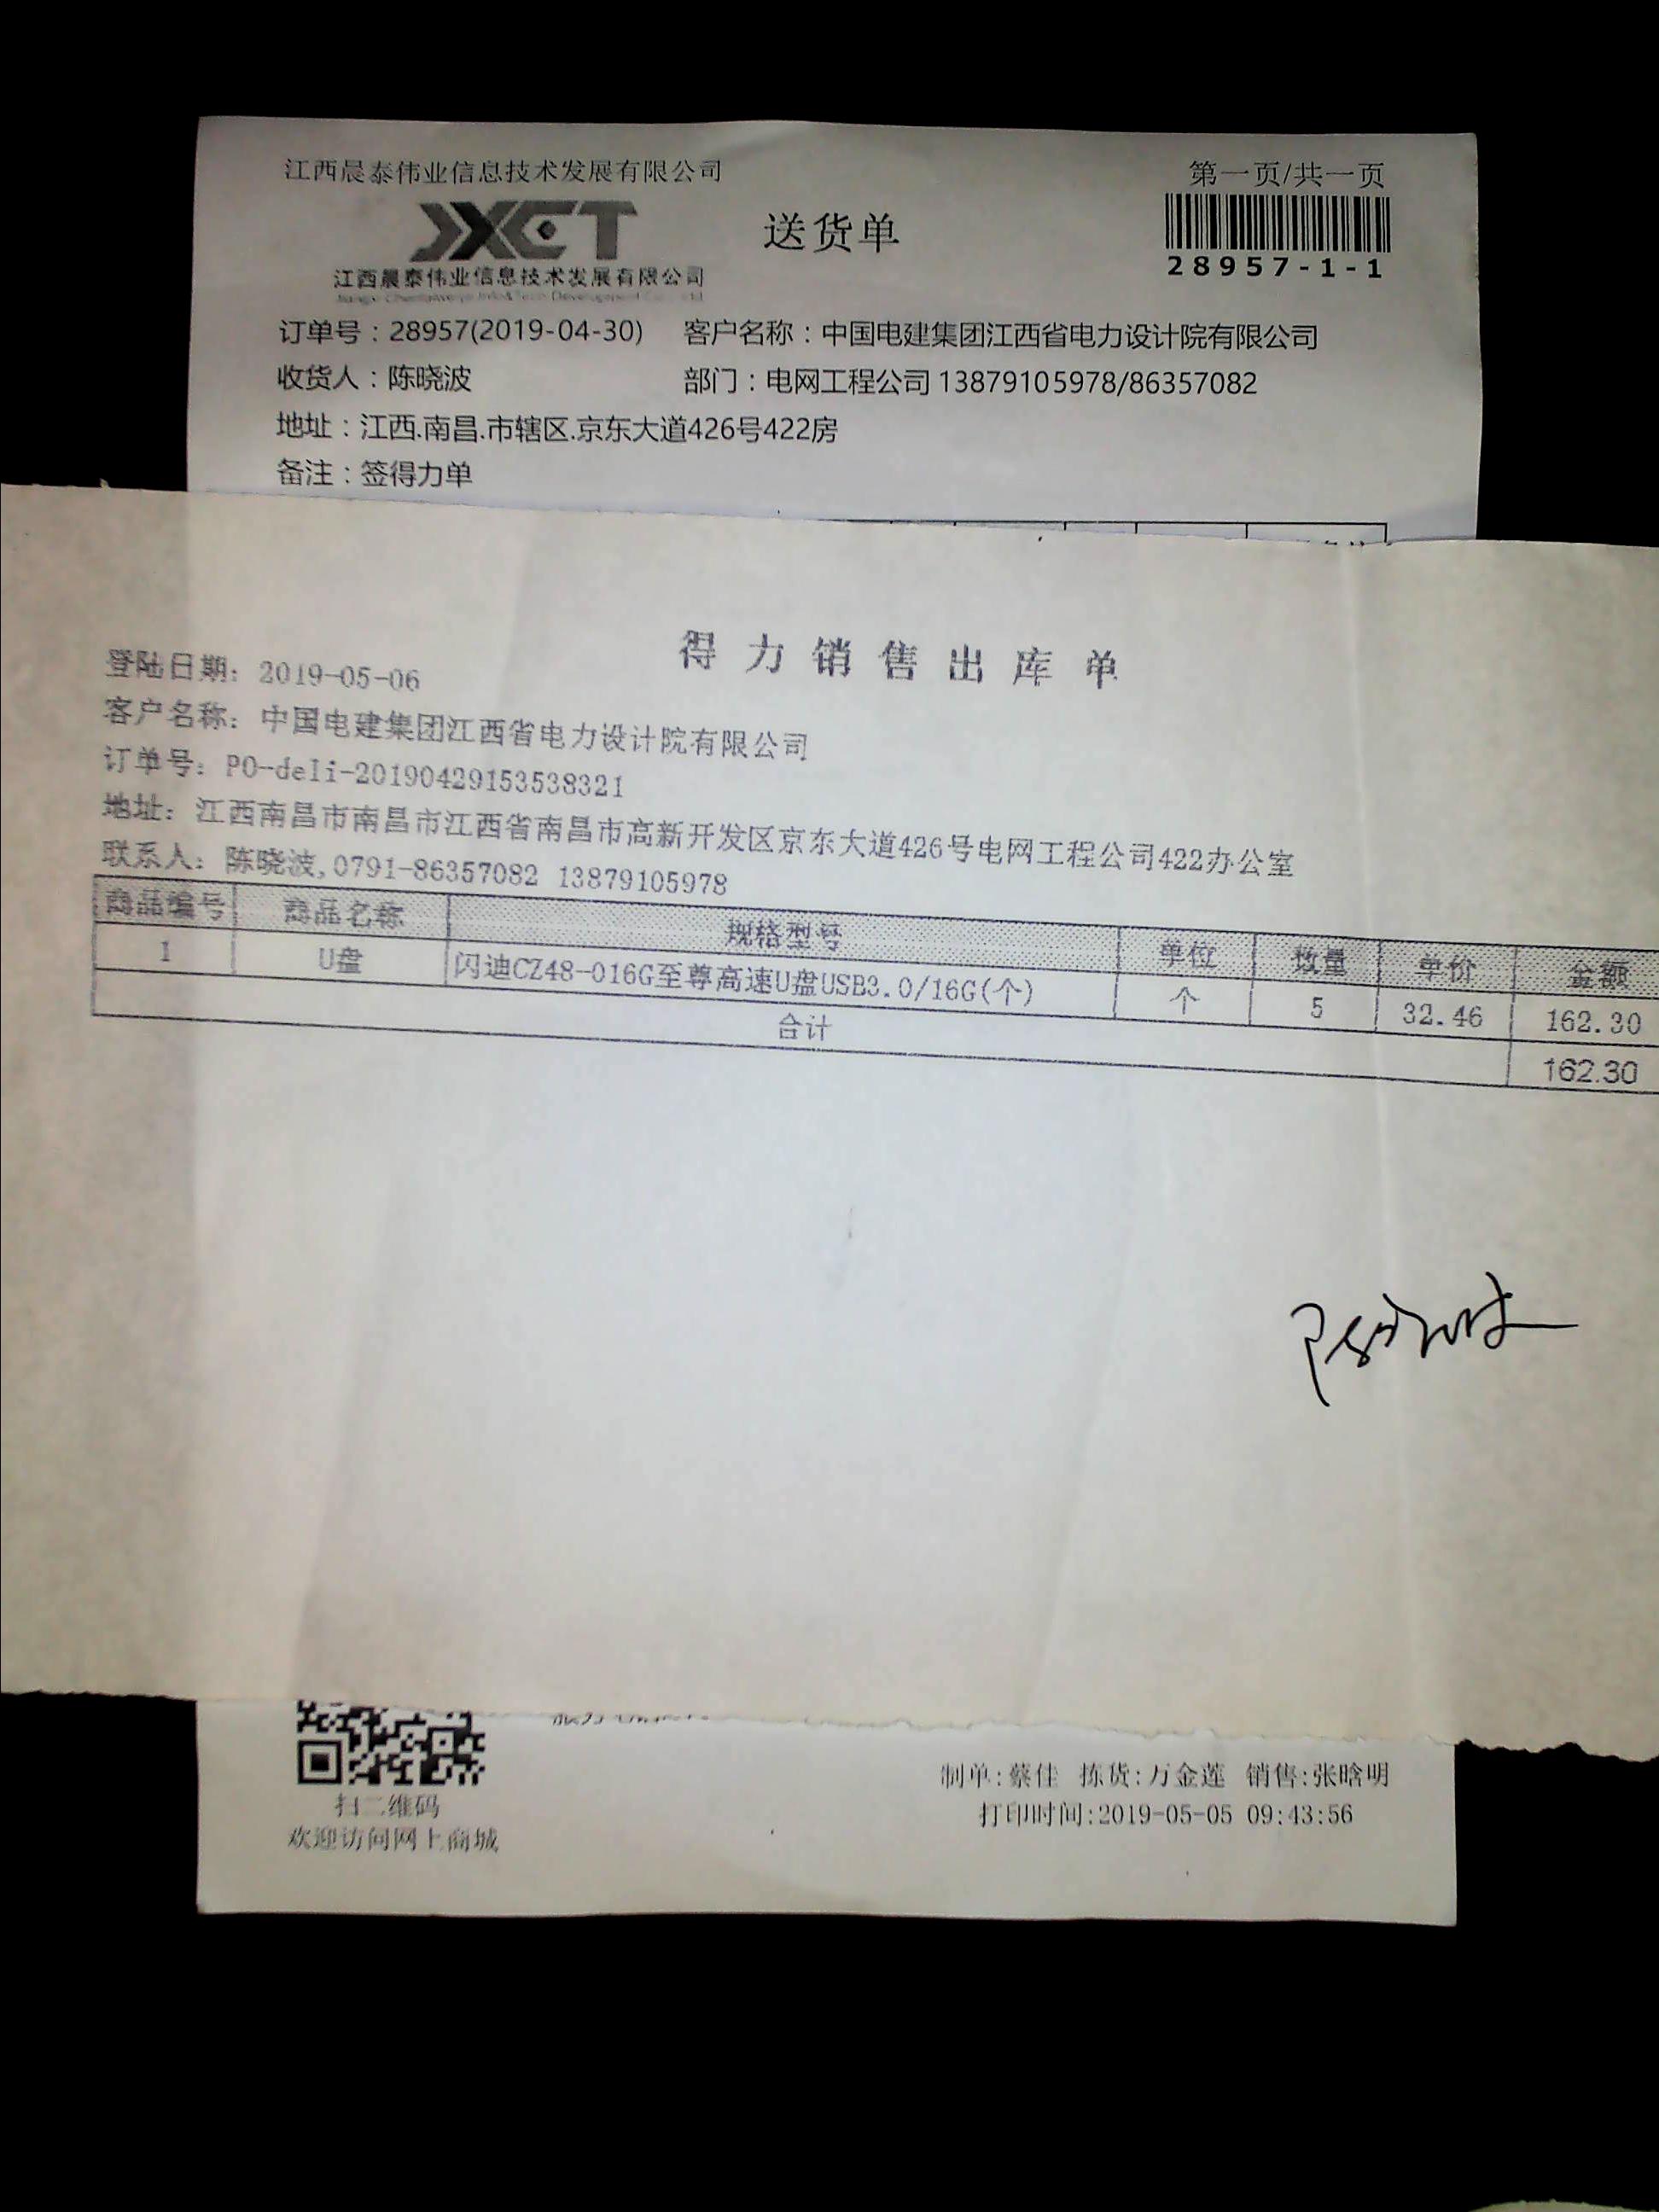 江西晨泰伟业信息技术发展有限公司
第一页/共一页
JXCT
送货单
江西晨泰伟业信息技术发展有限公司
28957-1-1
订单号:28957(2019-04-30) 客户名称:中国电建集团江西省电力设计院有限公司
收货人:陈晓波 部门:电网工程公司 13879105978/86357082
地址:江西.南昌.市辖区.京东大道426号422房
备注:签得力单
得力销售出库单
登陆日期: 2019-05-06
客户名称: 中国电建集团江西省电力设计院有限公司
订单号: PO-deli-20190429153538321
地址: 江西南昌市南昌市江西省南昌市高新开发区京东大道426号电网工程公司422办公室
联系人: 陈晓波,0791-86357082 13879105978
商品编号 商品名称 规格型号 单位 数量 单价 金额
1 U盘 闪迪CZ48-016G至尊高速U盘USB3.0/16G(个) 个 5 32.46 162.30
合计 162.30
陈晓波
制单:蔡佳 拣货:万金莲 销售:张晗明
打印时间:2019-05-05 09:43:56
扫二维码
欢迎访问网上商城